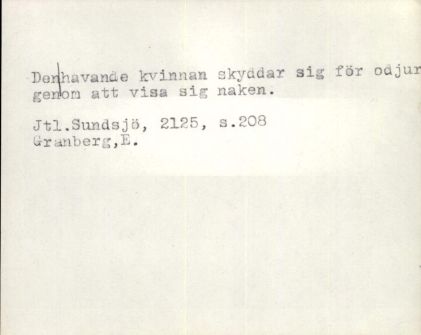 Den havande kvinnan skyddar sig för odjur
genom att visa sig naken.
Jtl.Sundsjö, 2125, s.208
Granberg,E.